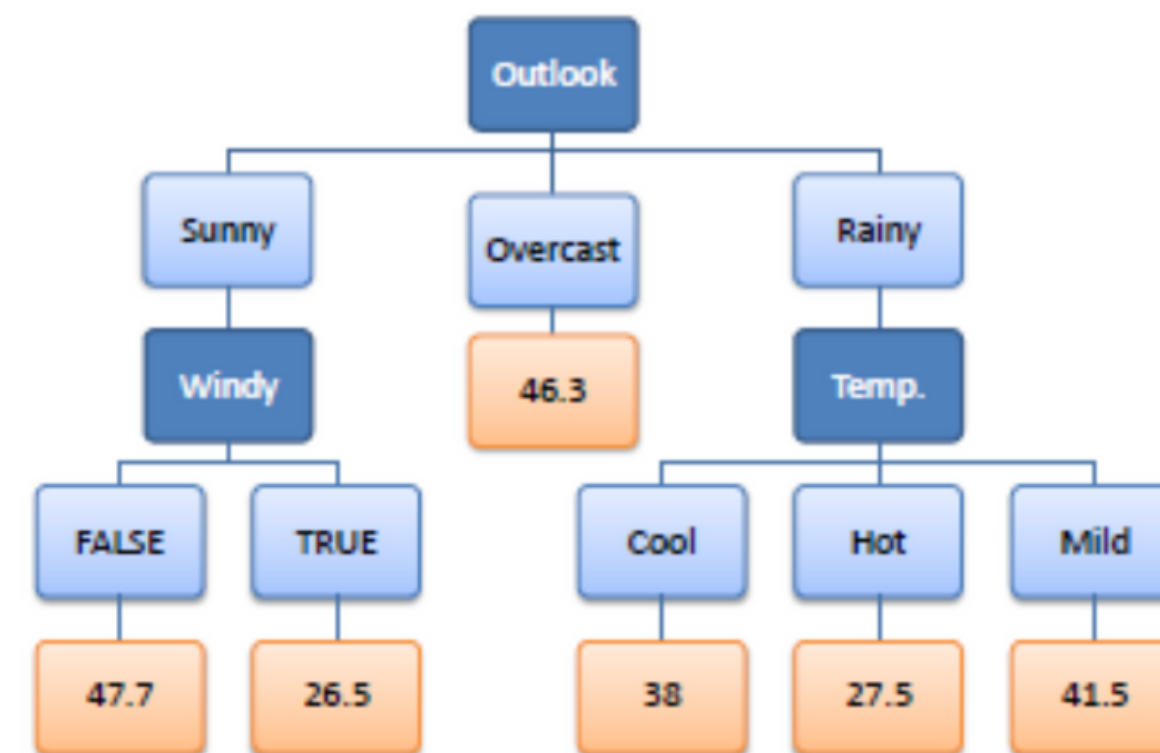 Outlook
Sunny
Overcast
Rainy
Windy
46.3
Temp.
FALSE
TRUE
Cool
Hot
Mild
47.7
26.5
38
27.5
41.5